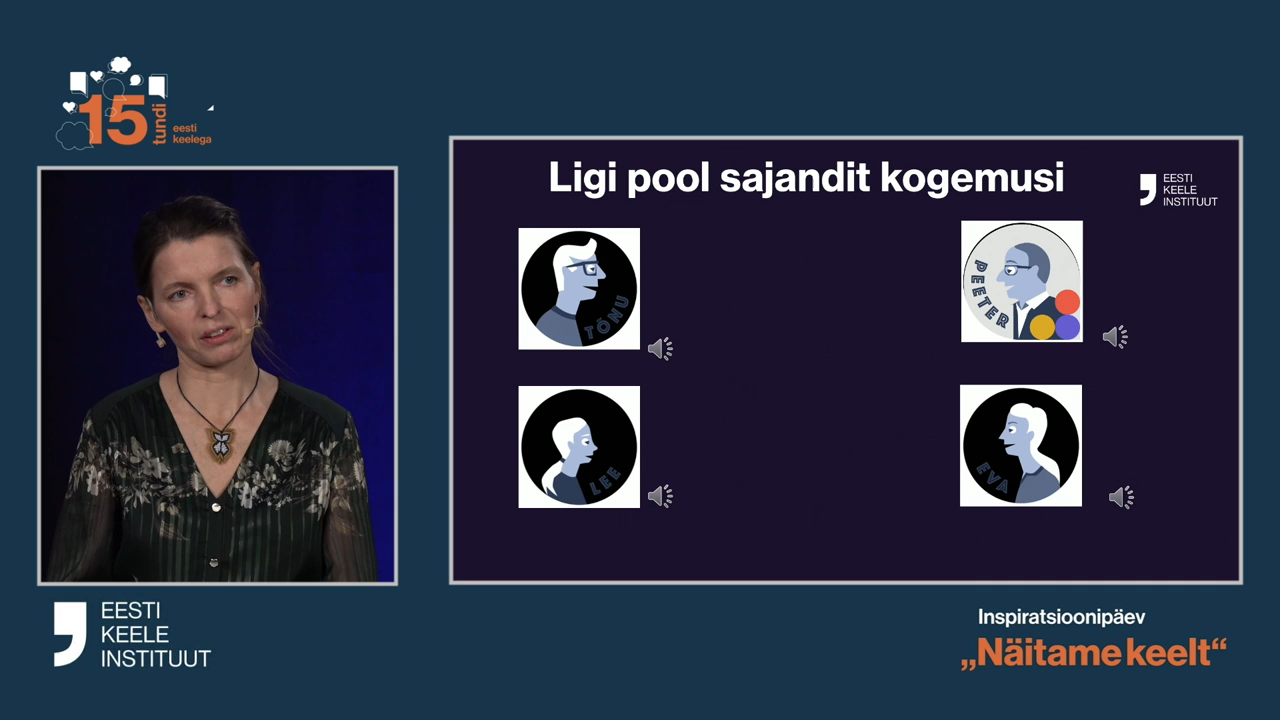 15
tundi
eesti
keelega
Ligi pool sajandit kogemusi
EESTI
KEELE
INSTITUUT
TÕNU
PEETER
LEE
EVA
EESTI
KEELE
INSTITUUT
Inspiratsioonipäev
„Näitame keelt“